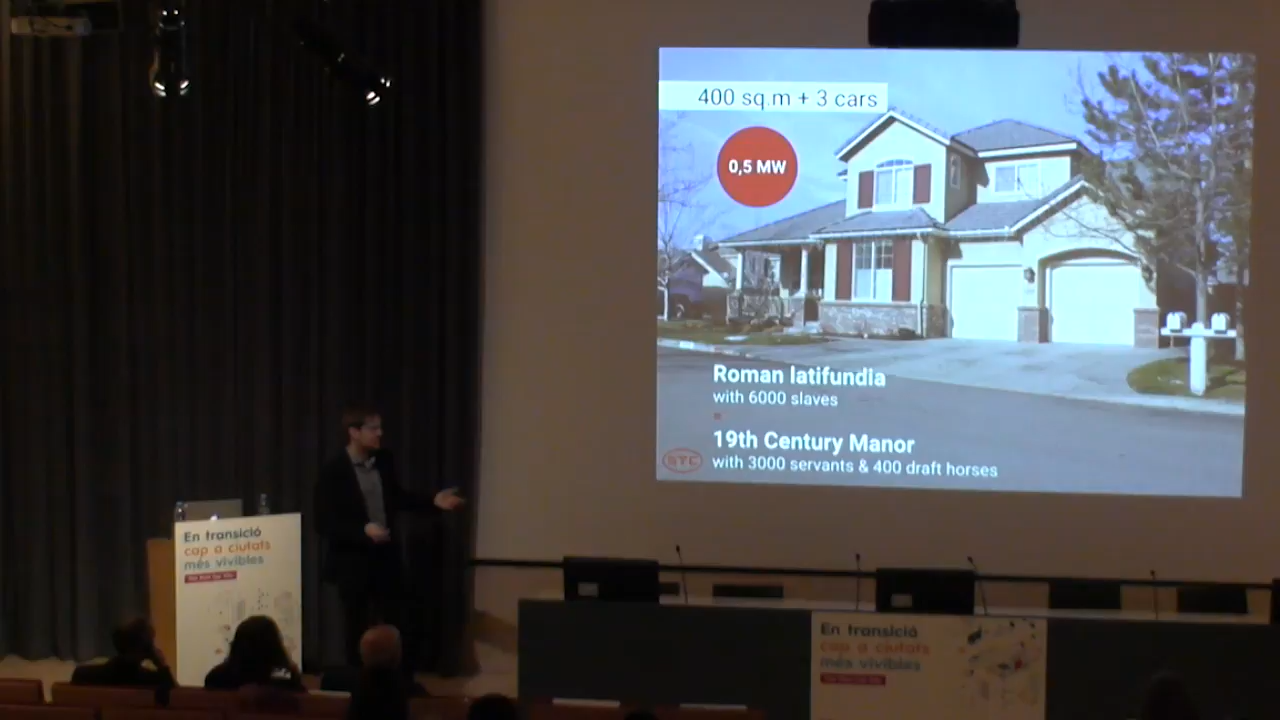 400 sq.m + 3 cars
0,5 MW
Roman latifundia
with 6000 slaves
19th Century Manor
with 3000 servants & 400 draft horses
En transició
cap a ciutats
més vivibles
En transició
cap a ciutats
més vivibles